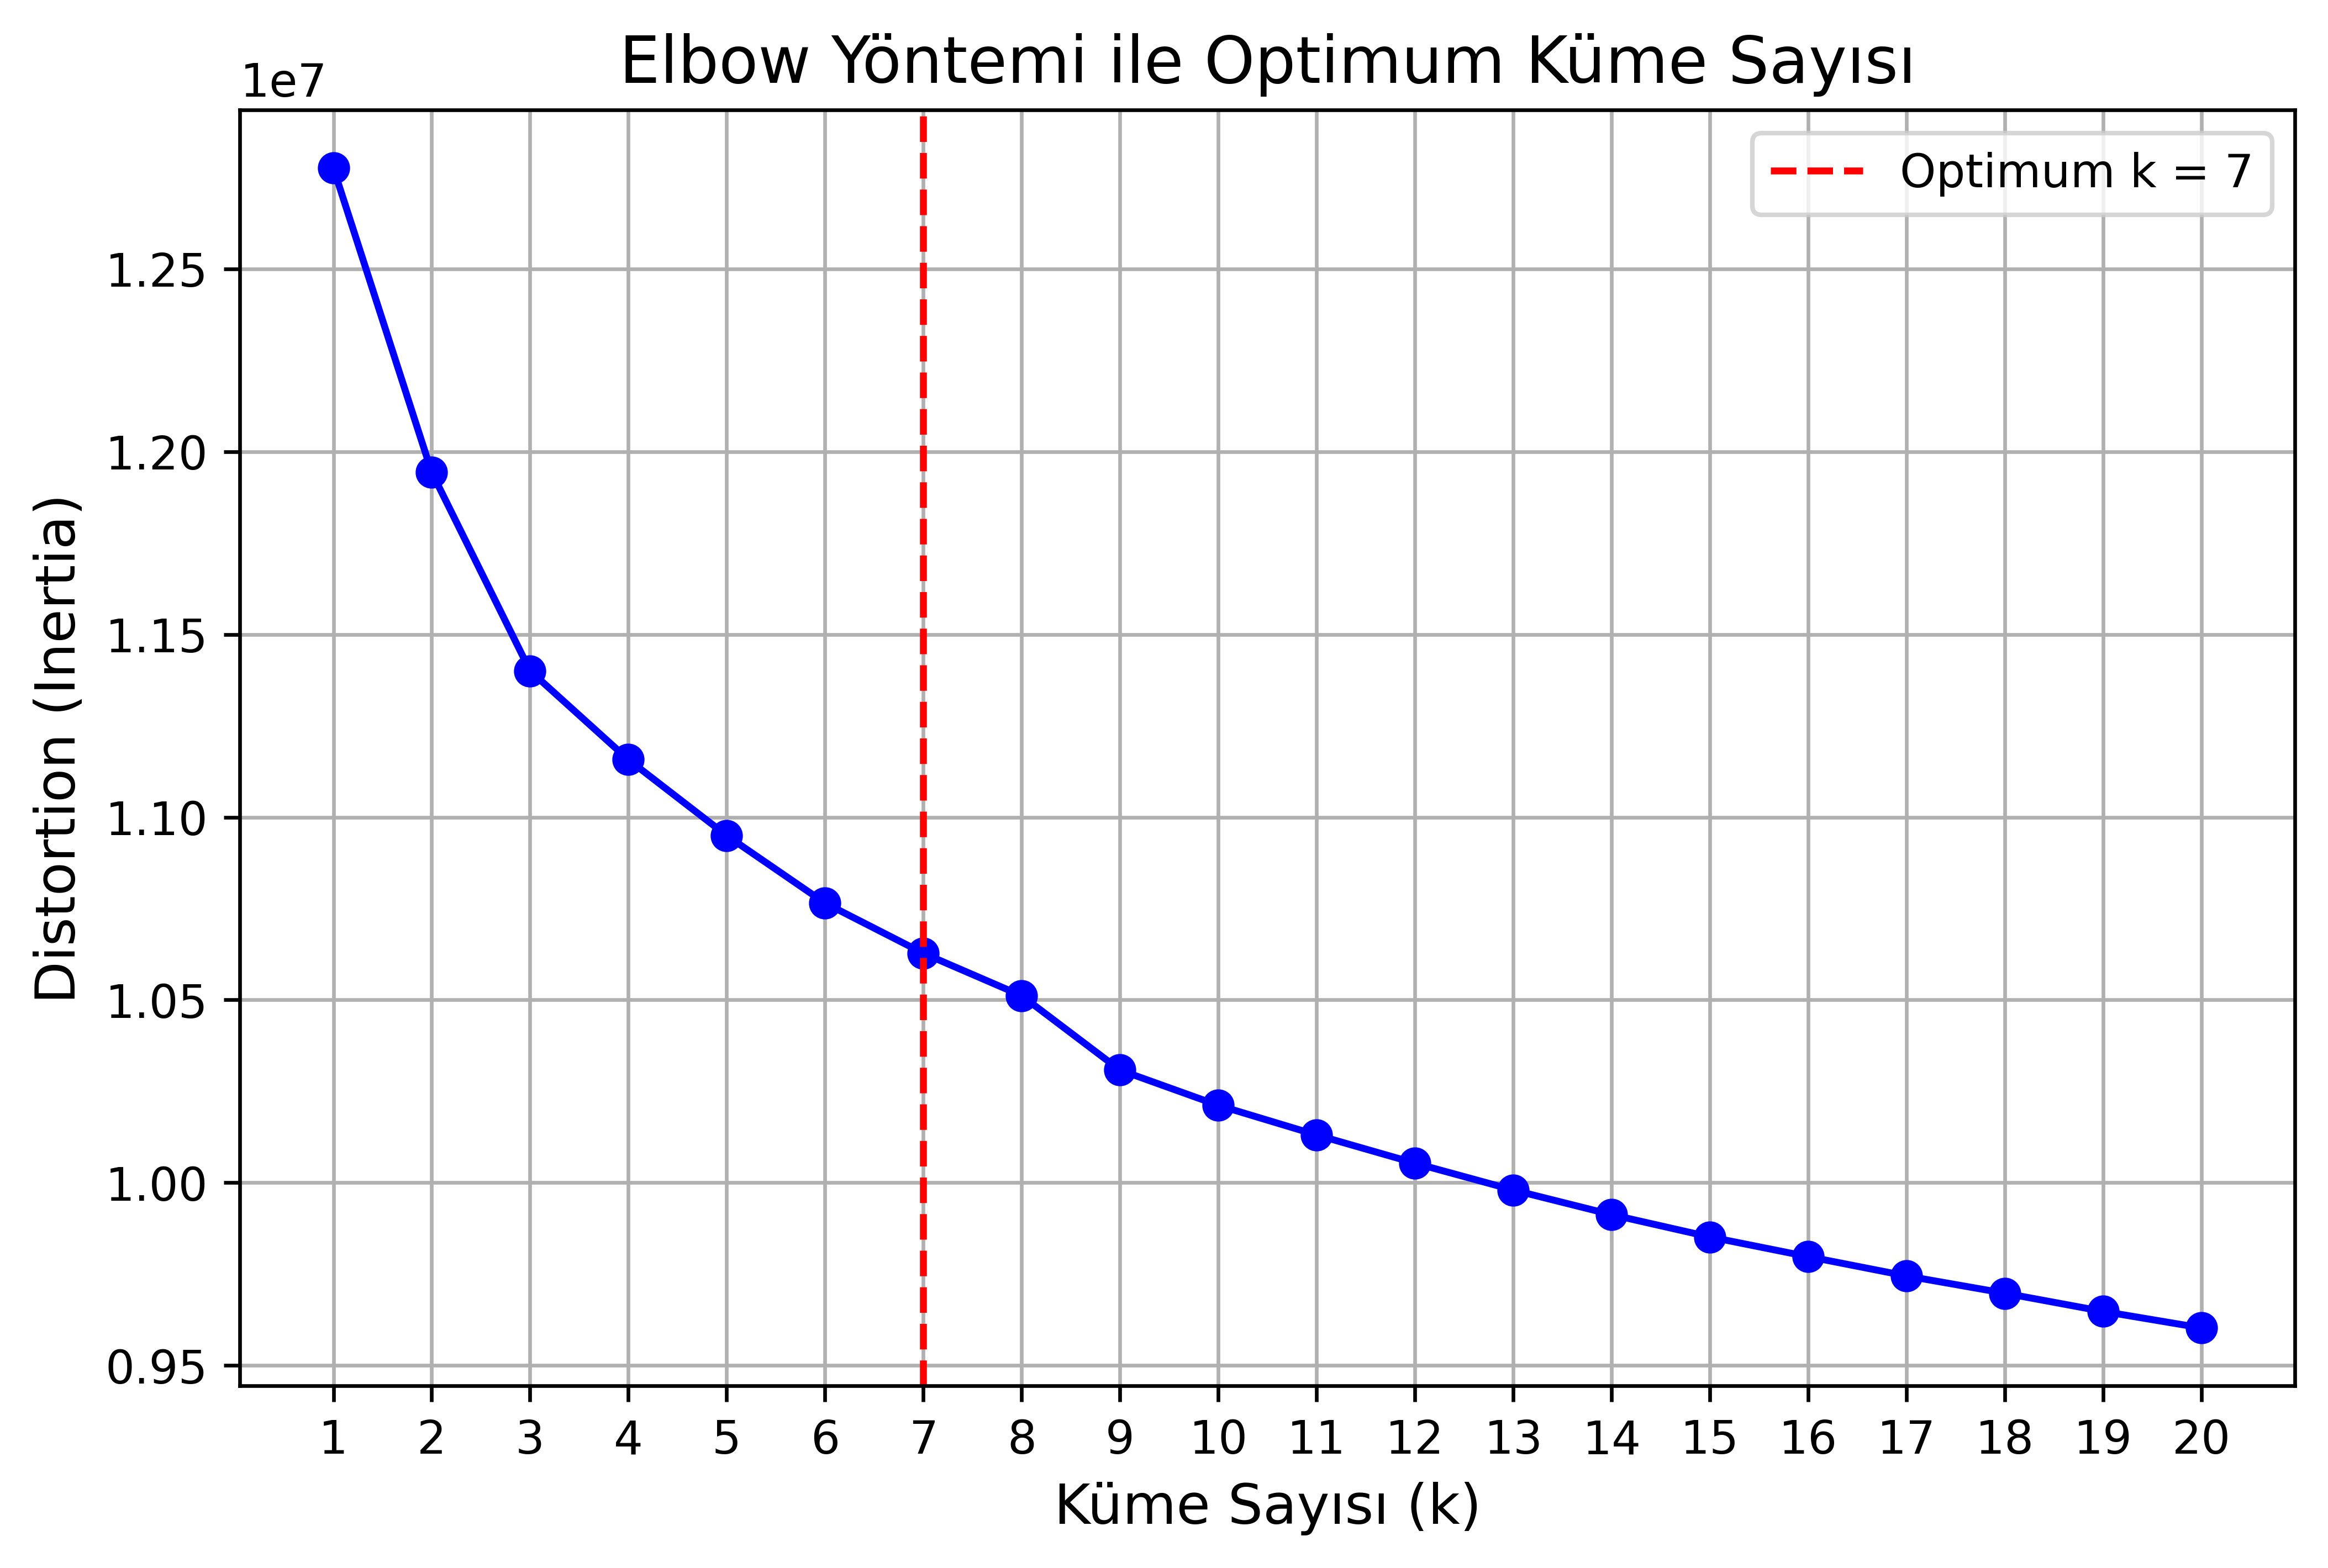 Elbow Yöntemi ile Optimum Küme Sayısı
1e7
Optimum k = 7
1.25
1.20
1.15
1.10
1.05
1.00
0.95
Distortion (Inertia)
1 2 3 4 5 6 7 8 9 10 11 12 13 14 15 16 17 18 19 20
Küme Sayısı (k)